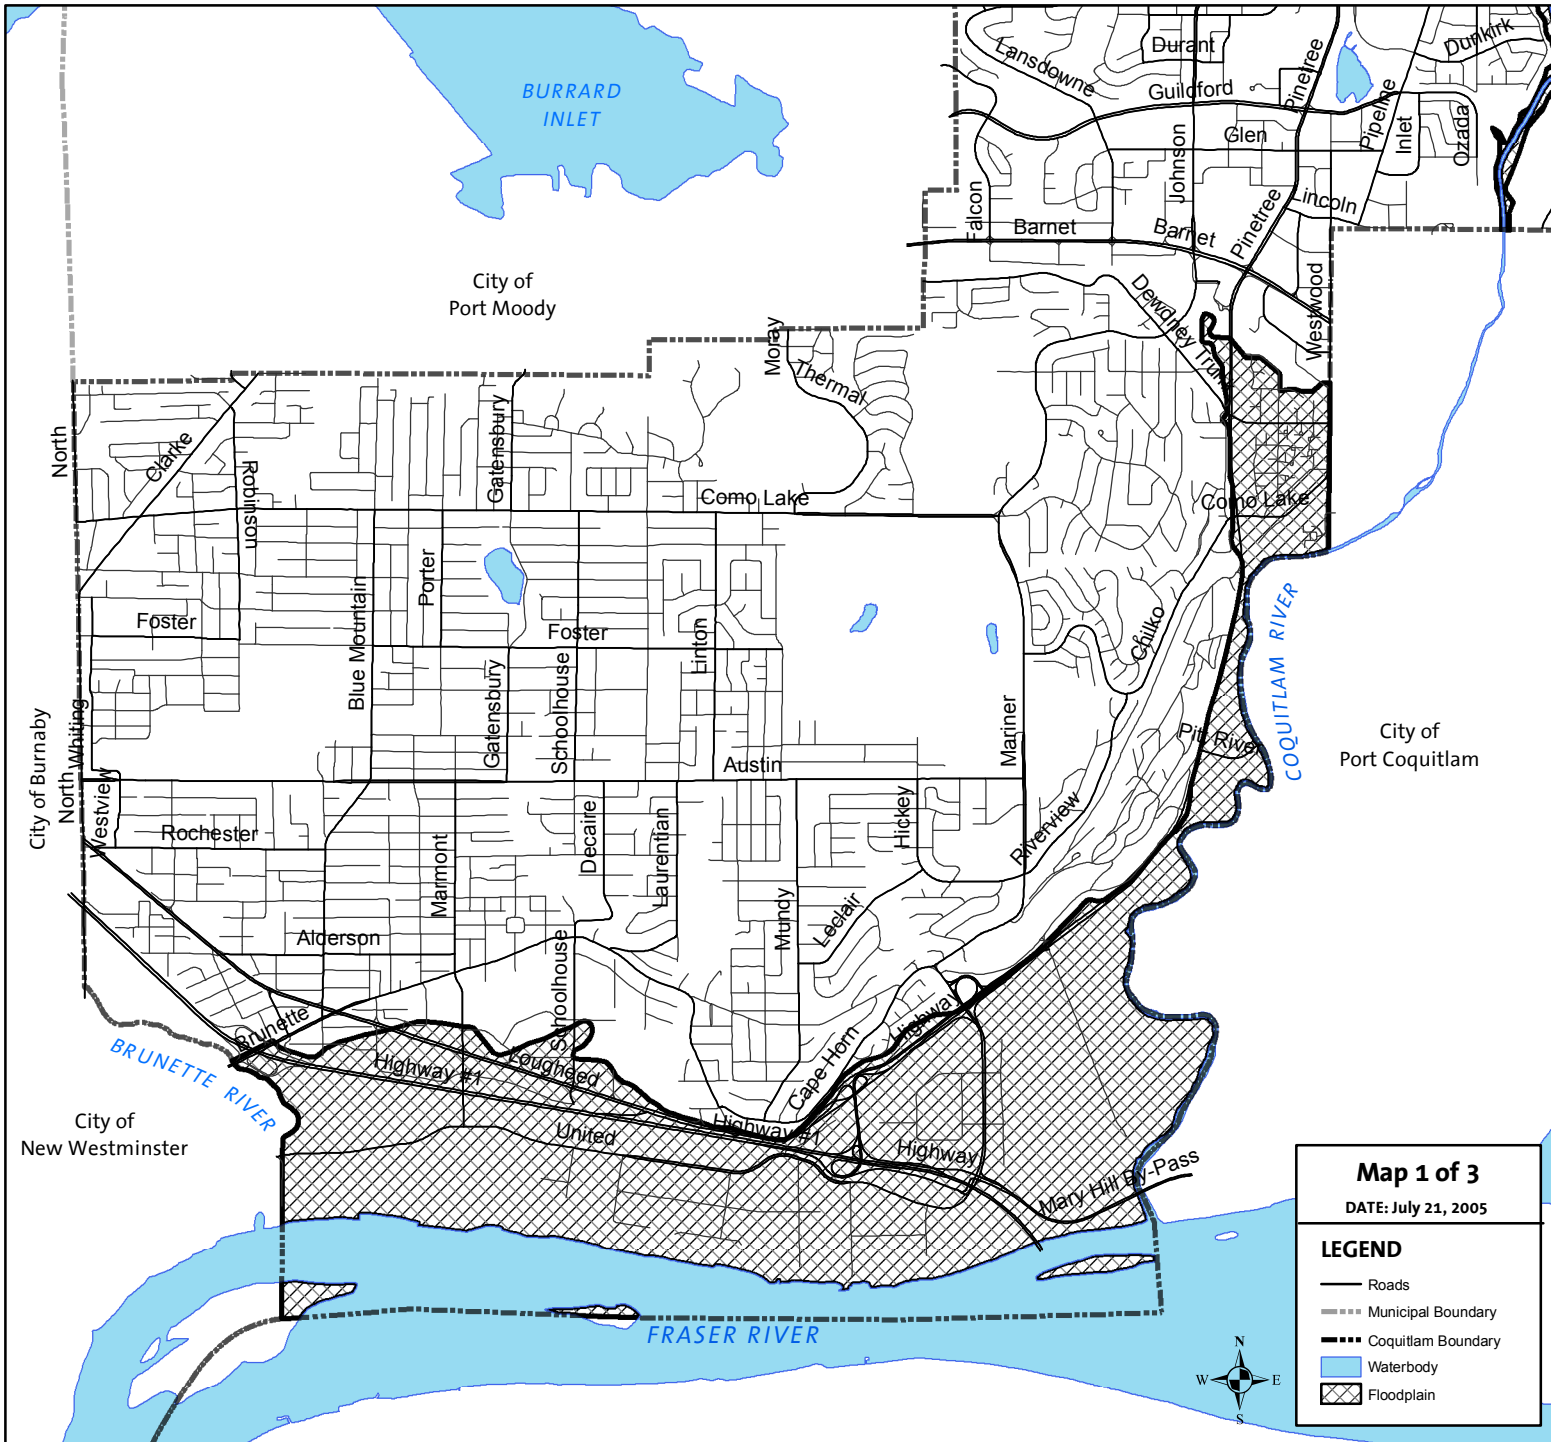 BURRARD
INLET
Lansdowne
Durant
Guildford
Pinetree
Dunkirk
Pipeline
Inlet
Ozada
Glen
Johnson
Lincoln
Falcon
Barnet
Barnet
Pinetree
Westwood
Dewdney Trunk
City of
Port Moody
Moray
Thermal
North
Clarke
Robinson
Gatensbury
Como Lake
Como Lake
Foster
Blue Mountain
Porter
Foster
Linton
Chilko
COQUITLAM RIVER
City of Burnaby
North
Whiting
Gatensbury
Schoolhouse
Austin
Mariner
Pitt River
City of
Port Coquitlam
North
Westview
Rochester
Marmont
Decaire
Laurentian
Hickey
Riverview
Alderson
Mundy
Leclair
Schoolhouse
Brunette
BRUNETTE RIVER
Highway #1
Lougheed
Cape Horn
Highway
City of
New Westminster
United
Highway #1
Highway
Mary Hill By-Pass
FRASER RIVER
N
W
E
S
Map 1 of 3
DATE: July 21, 2005
LEGEND
Roads
Municipal Boundary
Coquitlam Boundary
Waterbody
Floodplain